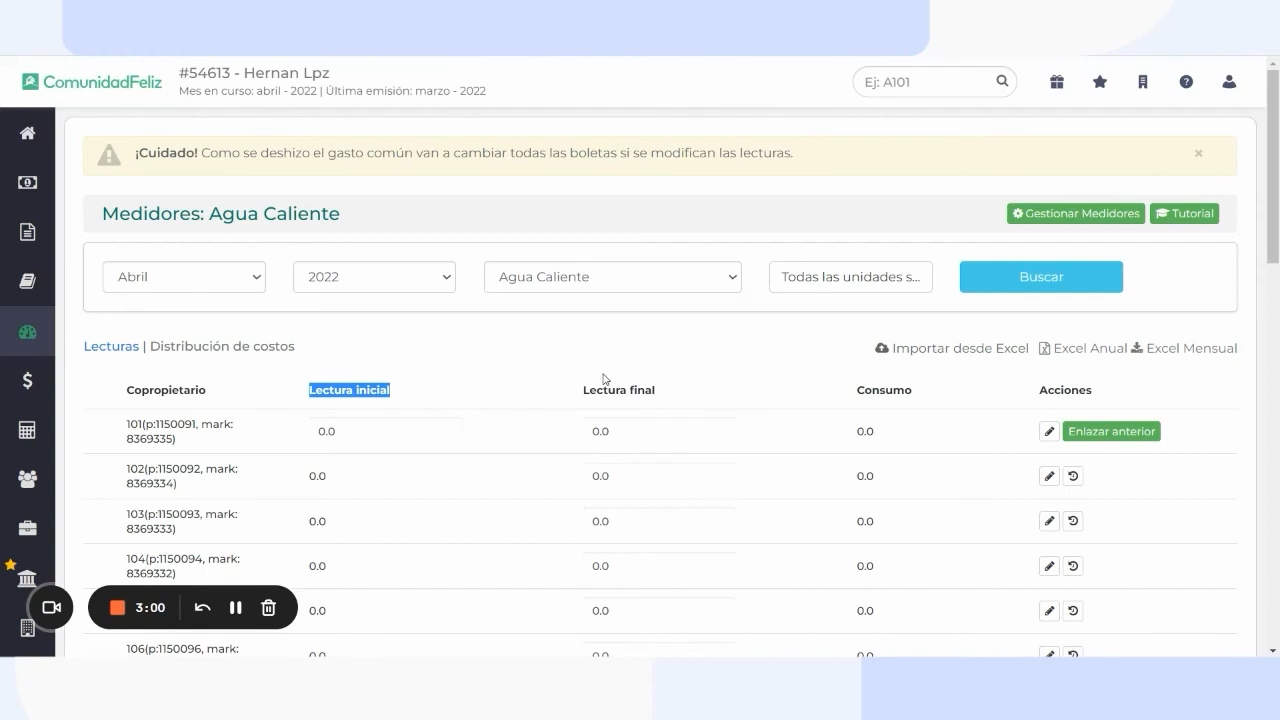 ComunidadFeliz
#54613 - Hernan Lpz
Mes en curso: abril - 2022 | Última emisión: marzo - 2022
Ej: A101
¡Cuidado! Como se deshizo el gasto común van a cambiar todas las boletas si se modifican las lecturas.
×
Medidores: Agua Caliente
Gestionar Medidores
Tutorial
Abril
2022
Agua Caliente
Todas las unidades s...
Buscar
Lecturas | Distribución de costos
Importar desde Excel
Excel Anual
Excel Mensual
Copropietario
Lectura inicial
Lectura final
Consumo
Acciones
101(p:1150091, mark:
8369335)
0.0
0.0
0.0
Enlazar anterior
102(p:1150092, mark:
8369334)
0.0
0.0
0.0
103(p:1150093, mark:
8369333)
0.0
0.0
0.0
104(p:1150094, mark:
8369332)
0.0
0.0
0.0
3:00
0.0
0.0
0.0
106(p:1150096, mark:
0.0
0.0
0.0